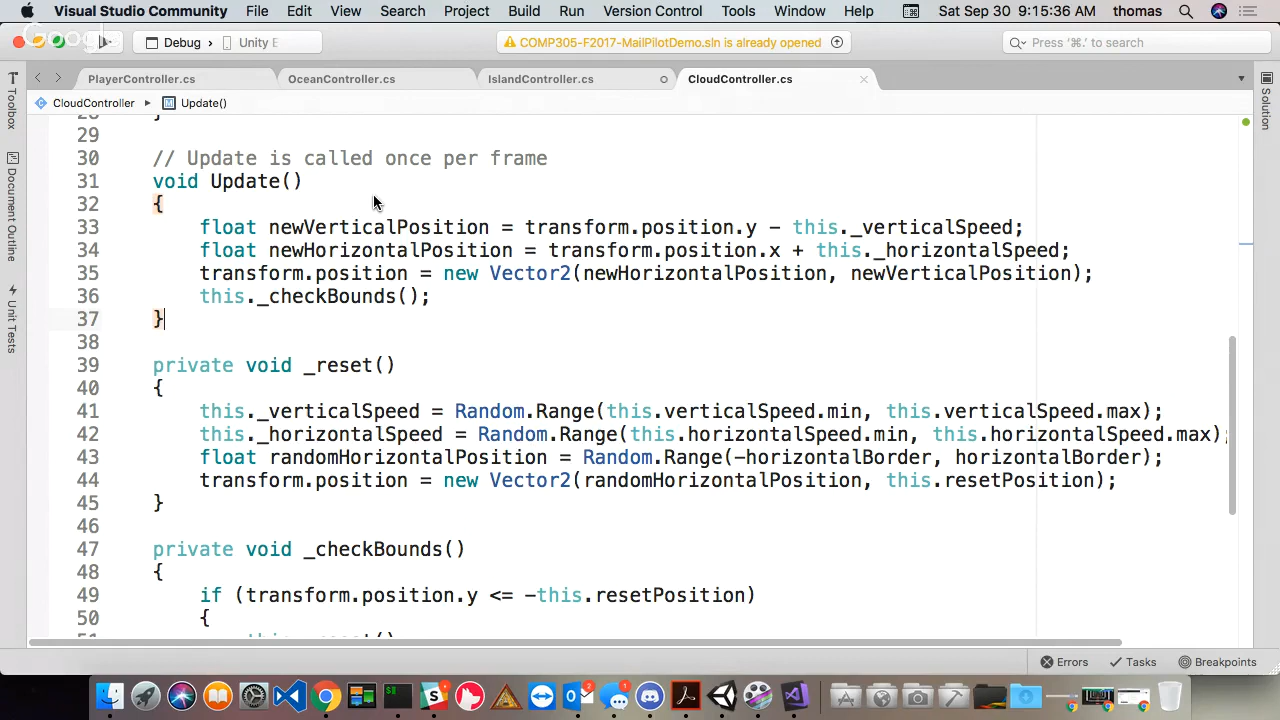 Visual Studio Community File Edit View Search Project Build Run Version Control Tools Window Help Sat Sep 30 9:15:36 AM thomas
Google
Debug › Unity E
COMP305-F2017-MailPilotDemo.sln is already opened
Press '⌘.' to search
PlayerController.cs OceanController.cs IslandController.cs CloudController.cs
CloudController ▶ M Update()
Toolbox
Document Outline
Unit Tests
Solution
28 }
29
30 // Update is called once per frame
31 void Update()
32 {
33 float newVerticalPosition = transform.position.y - this._verticalSpeed;
34 float newHorizontalPosition = transform.position.x + this._horizontalSpeed;
35 transform.position = new Vector2(newHorizontalPosition, newVerticalPosition);
36 this._checkBounds();
37 }
38
39 private void _reset()
40 {
41 this._verticalSpeed = Random.Range(this.verticalSpeed.min, this.verticalSpeed.max);
42 this._horizontalSpeed = Random.Range(this.horizontalSpeed.min, this.horizontalSpeed.max);
43 float randomHorizontalPosition = Random.Range(-horizontalBorder, horizontalBorder);
44 transform.position = new Vector2(randomHorizontalPosition, this.resetPosition);
45 }
46
47 private void _checkBounds()
48 {
49 if (transform.position.y <= -this.resetPosition)
50 {
51 this._reset()
Errors Tasks Breakpoints